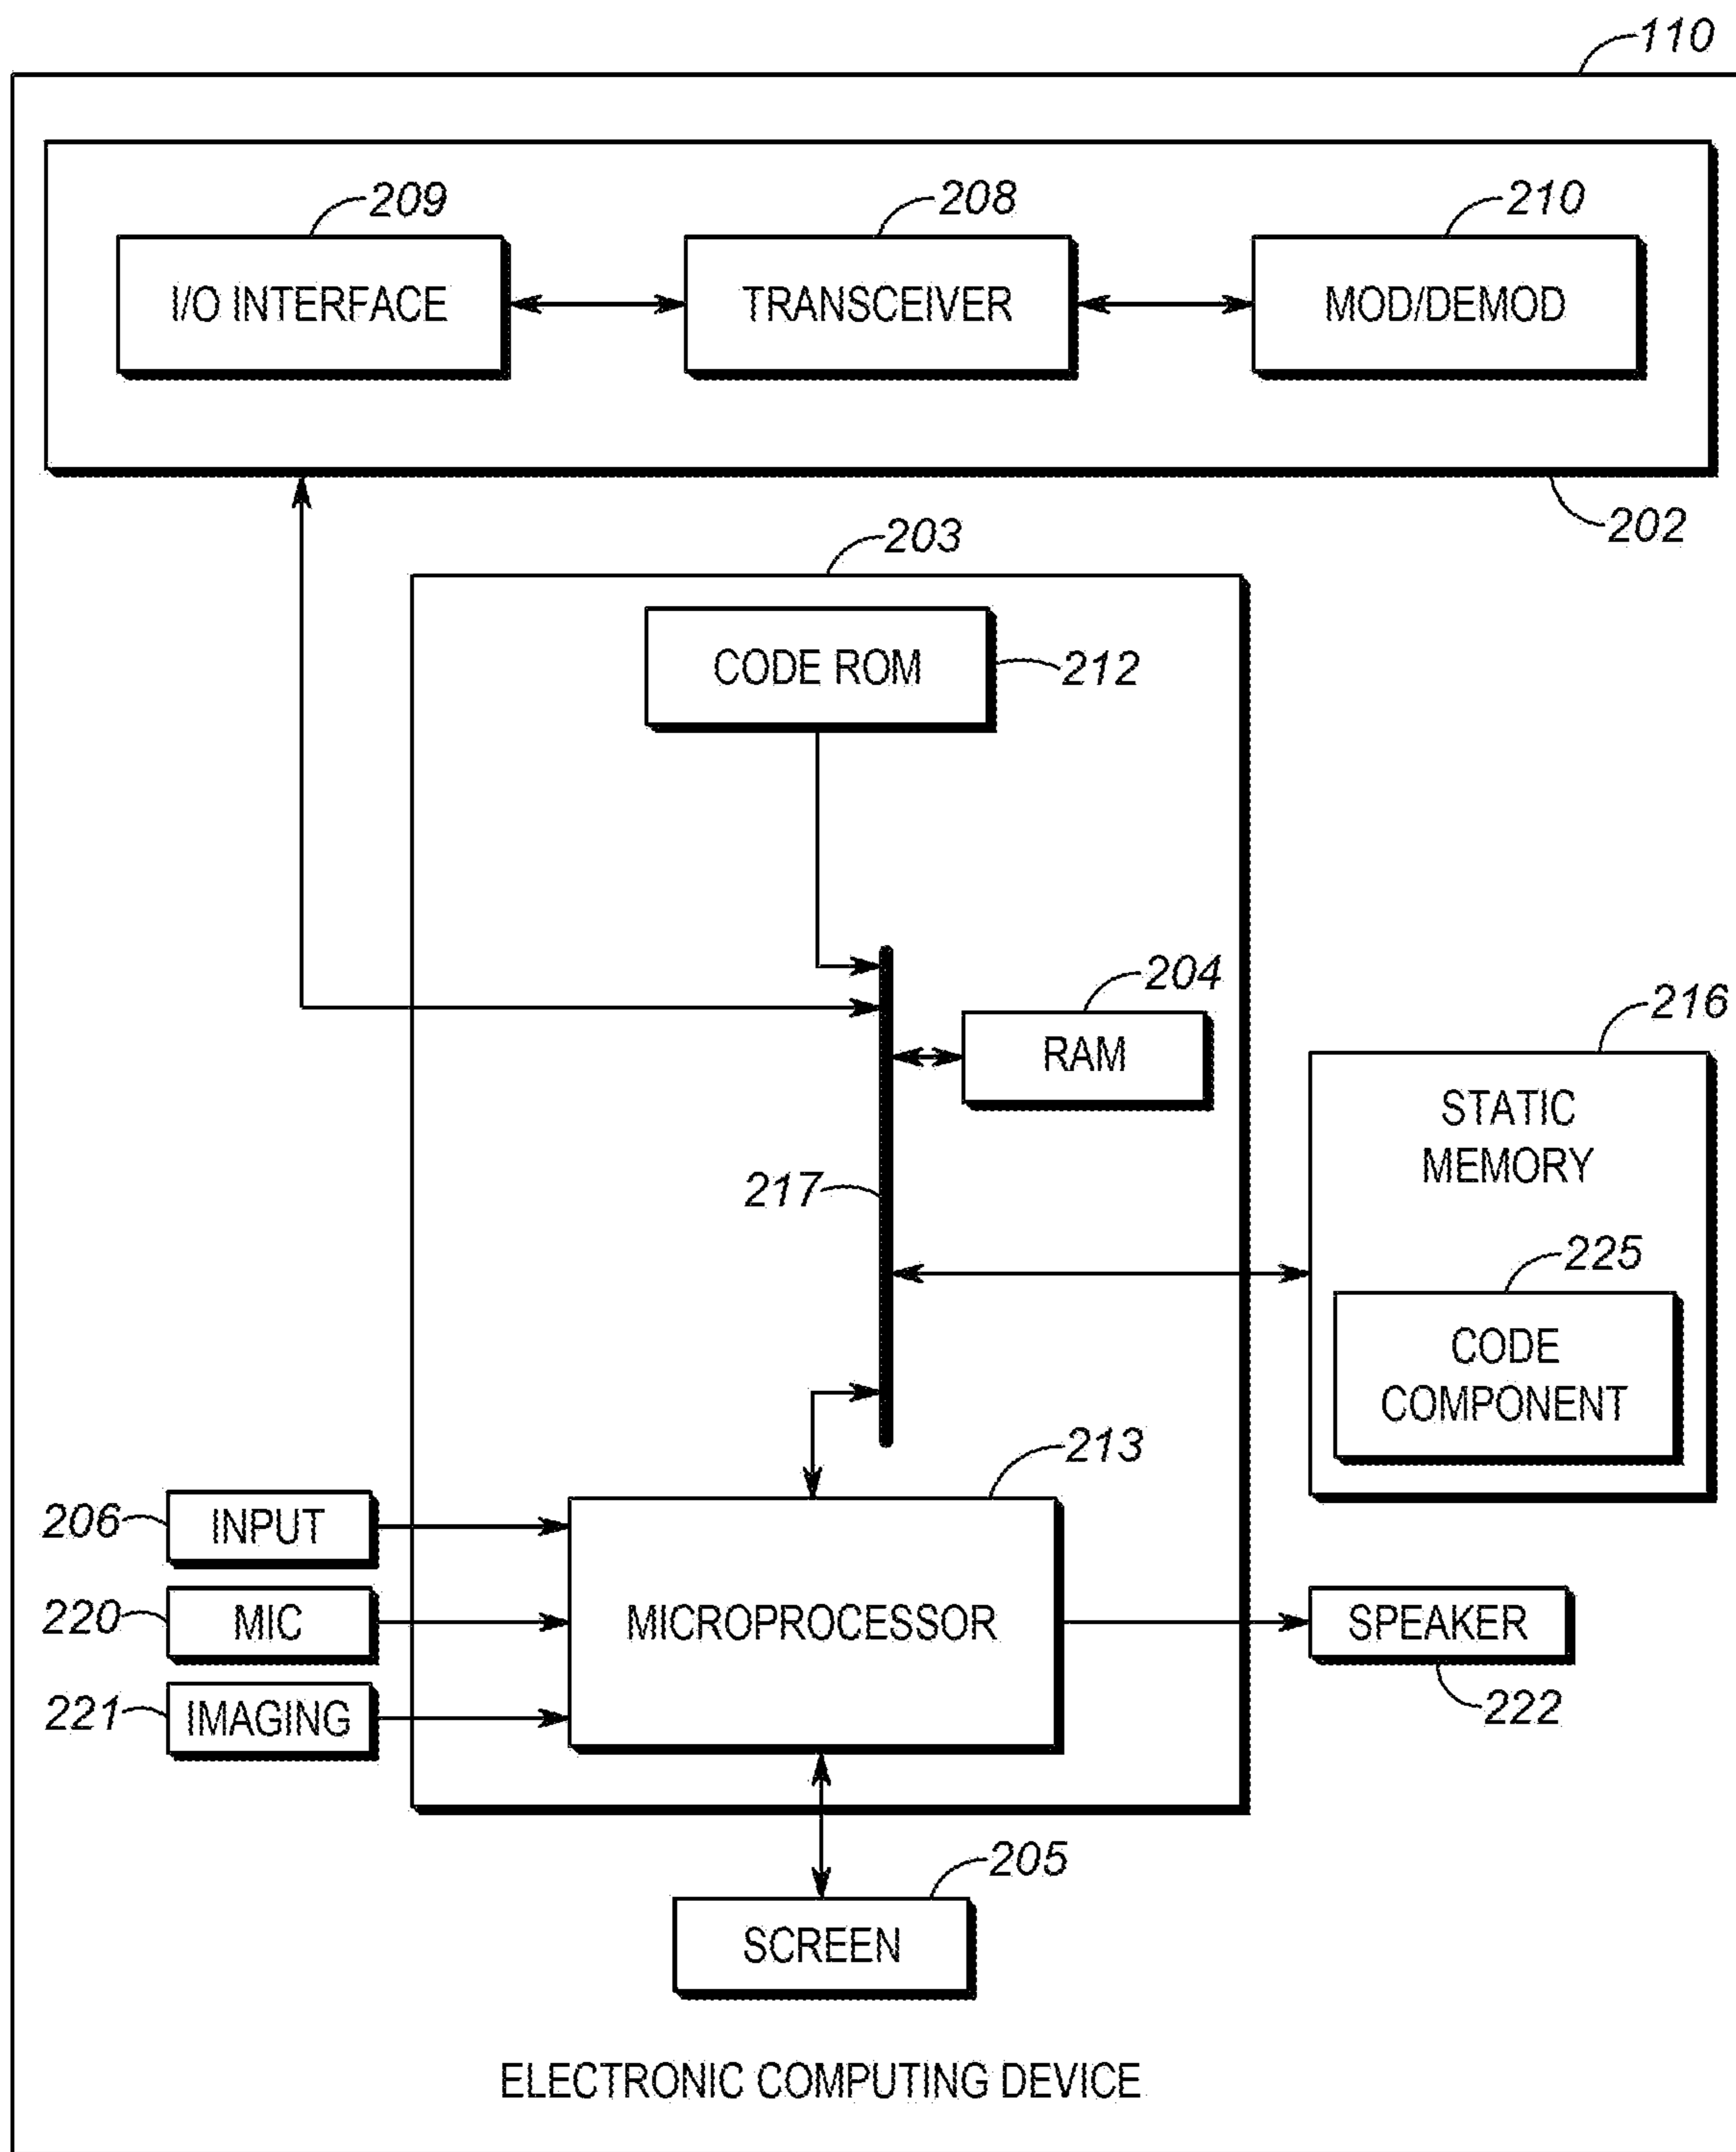 110
209
208
210
I/O INTERFACE
TRANSCEIVER
MOD/DEMOD
202
203
CODE ROM
212
204
RAM
216
STATIC
MEMORY
217
225
CODE
COMPONENT
213
206
INPUT
220
MIC
MICROPROCESSOR
SPEAKER
221
IMAGING
222
205
SCREEN
ELECTRONIC COMPUTING DEVICE